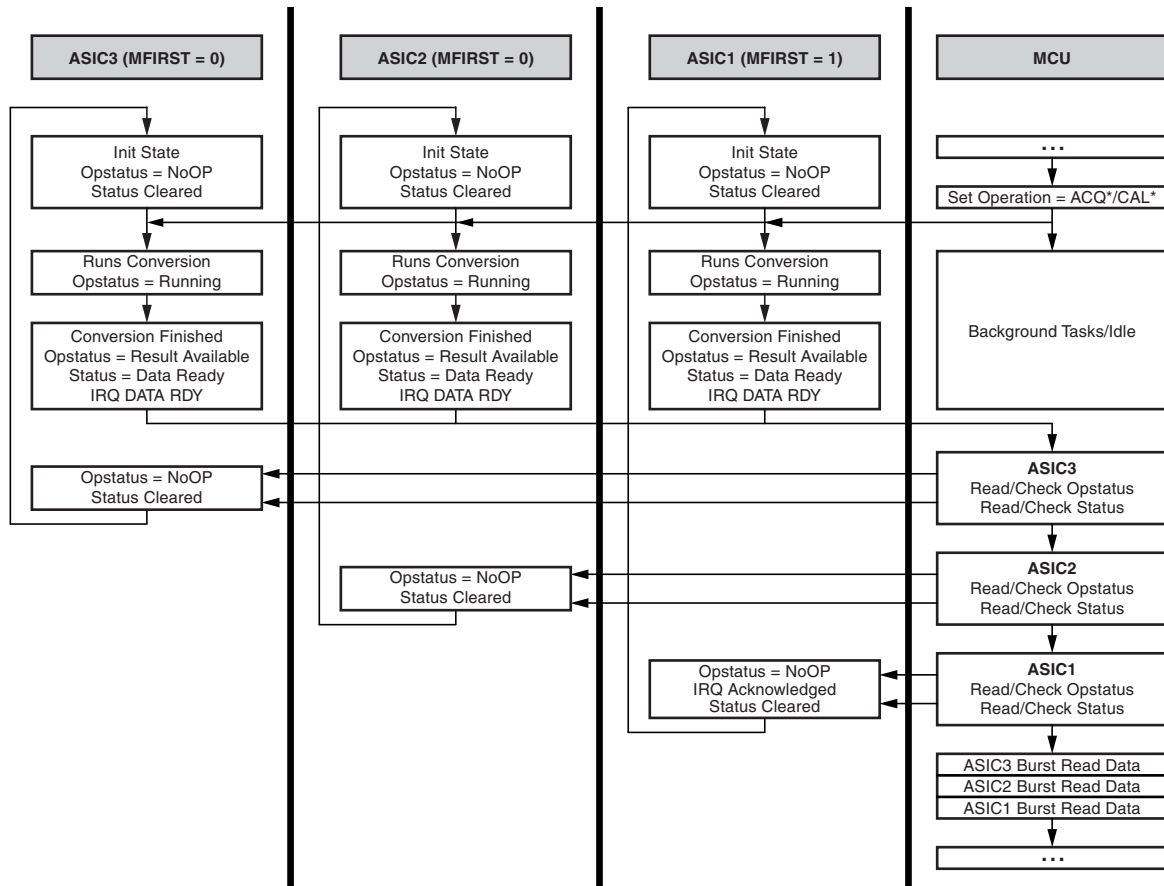 ASIC3 (MFIRST = 0)
ASIC2 (MFIRST = 0)
ASIC1 (MFIRST = 1)
MCU
Init State
Opstatus = NoOP
Status Cleared
Init State
Opstatus = NoOP
Status Cleared
Init State
Opstatus = NoOP
Status Cleared
...
Set Operation = ACQ*/CAL*
Runs Conversion
Opstatus = Running
Runs Conversion
Opstatus = Running
Runs Conversion
Opstatus = Running
Background Tasks/Idle
Conversion Finished
Opstatus = Result Available
Status = Data Ready
IRQ DATA RDY
Conversion Finished
Opstatus = Result Available
Status = Data Ready
IRQ DATA RDY
Conversion Finished
Opstatus = Result Available
Status = Data Ready
IRQ DATA RDY
Opstatus = NoOP
Status Cleared
ASIC3
Read/Check Opstatus
Read/Check Status
Opstatus = NoOP
Status Cleared
ASIC2
Read/Check Opstatus
Read/Check Status
Opstatus = NoOP
IRQ Acknowledged
Status Cleared
ASIC1
Read/Check Opstatus
Read/Check Status
ASIC3 Burst Read Data
ASIC2 Burst Read Data
ASIC1 Burst Read Data
...